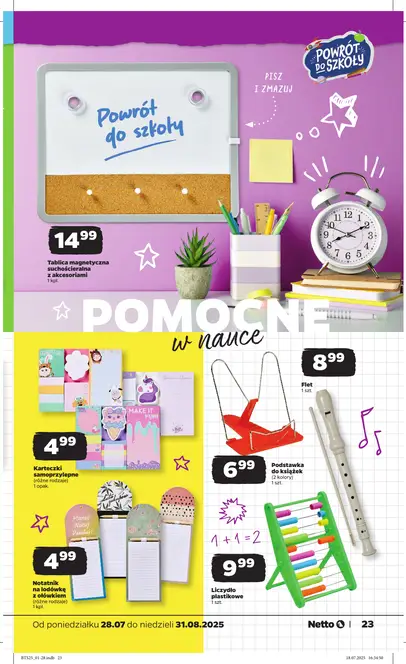 POWRÓT
DO SZKOŁY
PISZ
I ZMAZUJ
Powrót
do szkoły
14 99
Tablica magnetyczna
suchościeralna
z akcesoriami
1 kpl.
POMOCNE
w nauce
8 99
Flet
1 szt.
MAKE IT
4 99
Karteczki
samoprzylepne
(różne rodzaje)
1 opak.
6 99
Podstawka
do książek
(2 kolory)
1 szt.
1+1=2
4 99
Notatnik
na lodówkę
z ołówkiem
(różne rodzaje)
1 kpl.
9 99
Liczydło
plastikowe
1 szt.
Od poniedziałku 28.07 do niedzieli 31.08.2025
Netto
23